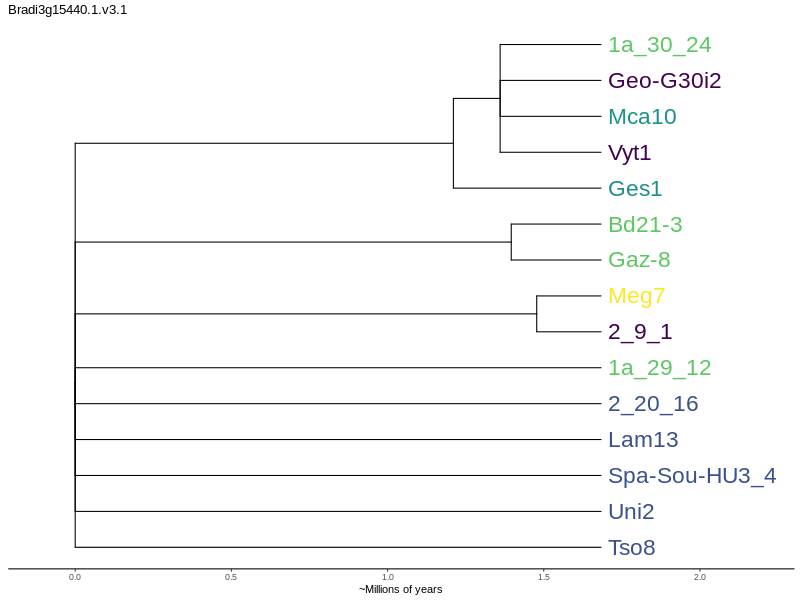 Bradi3g15440.1.v3.1
1a_30_24
Geo-G30i2
Mca10
Vyt1
Ges1
Bd21-3
Gaz-8
Meg7
2_9_1
1a_29_12
2_20_16
Lam13
Spa-Sou-HU3_4
Uni2
Tso8
0.0 0.5 1.0 1.5 2.0
~Millions of years